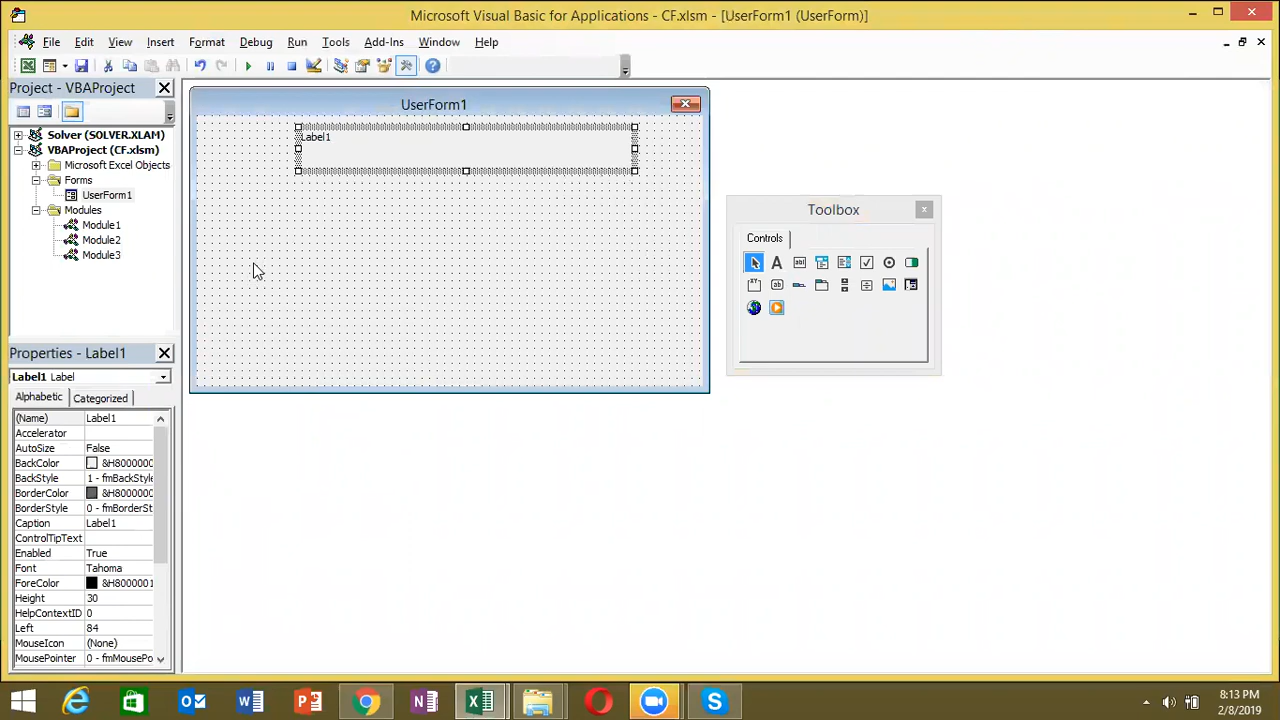 Microsoft Visual Basic for Applications - CF.xlsm - [UserForm1 (UserForm)]
File Edit View Insert Format Debug Run Tools Add-Ins Window Help
Project - VBAProject
Solver (SOLVER.XLAM)
VBAProject (CF.xlsm)
Microsoft Excel Objects
Forms
UserForm1
Modules
Module1
Module2
Module3
UserForm1
Label1
Toolbox
Controls
A
abl
XY
ab
Properties - Label1
Label1 Label
Alphabetic Categorized
(Name) Label1
Accelerator
AutoSize False
BackColor &H8000000
BackStyle 1 - fmBackStyle
BorderColor &H8000000
BorderStyle 0 - fmBorderSt
Caption Label1
ControlTipText
Enabled True
Font Tahoma
ForeColor &H8000001
Height 30
HelpContextID 0
Left 84
MouseIcon (None)
MousePointer 0 - fmMousePo
8:13 PM
2/8/2019